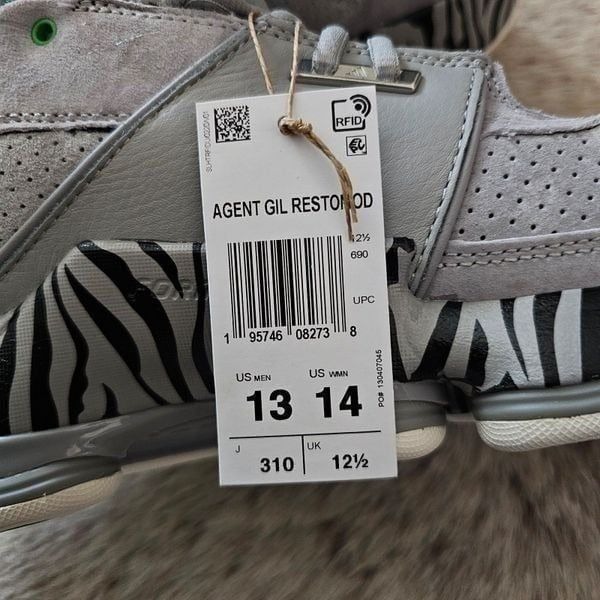 RFID
AGENT GIL RESTOMOD
12½
690
UPC
1 95746 08273 8
US MEN
13
US WMN
14
J
310
UK
12½
PO# 130407045